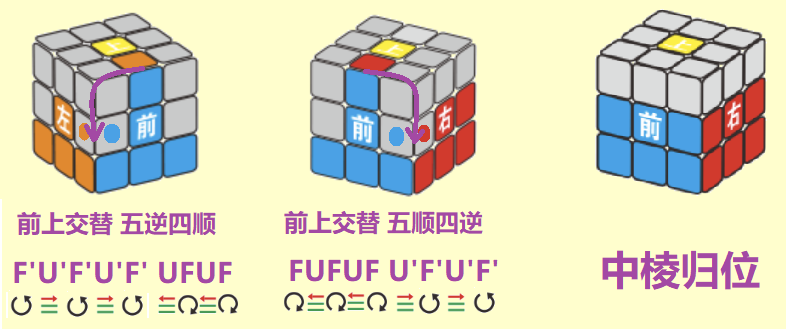 上
左
前
前上交替 五逆四顺
F'U'F'U'F' UFUF
上
前
右
前上交替 五顺四逆
FUFUF U'F'U'F'
上
前
右
中棱归位